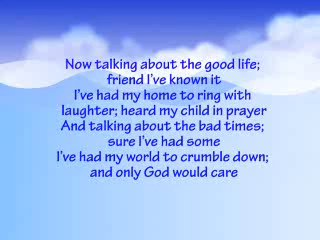 Now talking about the good life;
friend I've known it
I've had my home to ring with
laughter; heard my child in prayer
And talking about the bad times;
sure I've had some
I've had my world to crumble down;
and only God would care